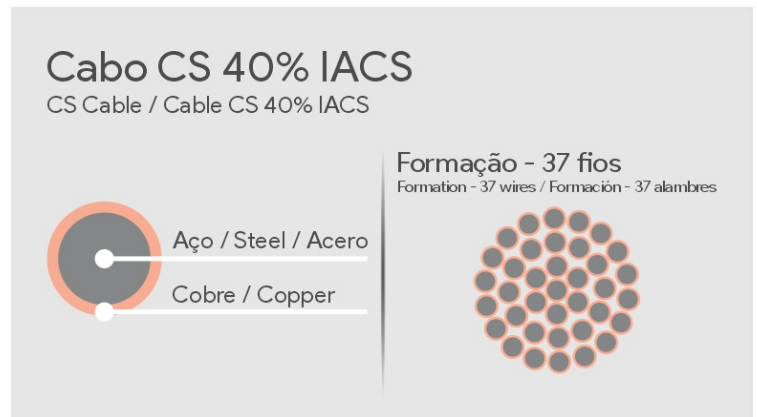 Cabo CS 40% IACS
CS Cable / Cable CS 40% IACS
Aço / Steel / Acero
Cobre / Copper
Formação - 37 fios
Formation - 37 wires / Formación - 37 alambres